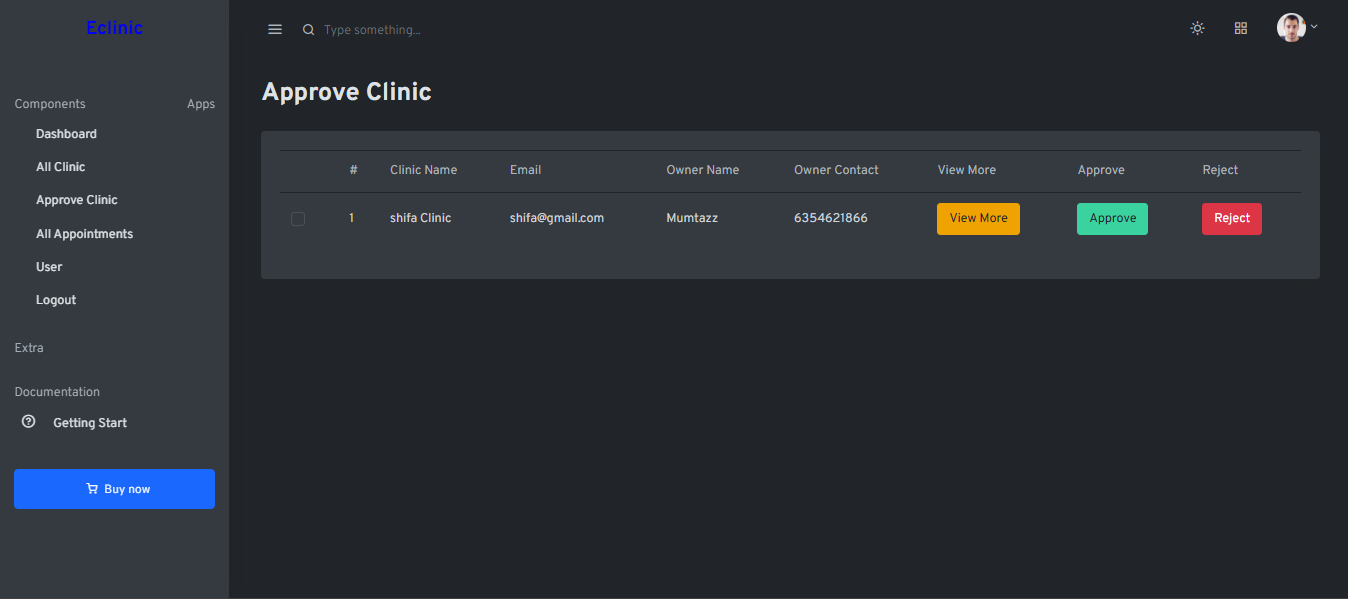 Eclinic
Type something...
Components Apps
Dashboard
All Clinic
Approve Clinic
All Appointments
User
Logout
Extra
Documentation
Getting Start
Buy now
Approve Clinic
# Clinic Name Email Owner Name Owner Contact View More Approve Reject
1 shifa Clinic shifa@gmail.com Mumtazz 6354621866 View More Approve Reject